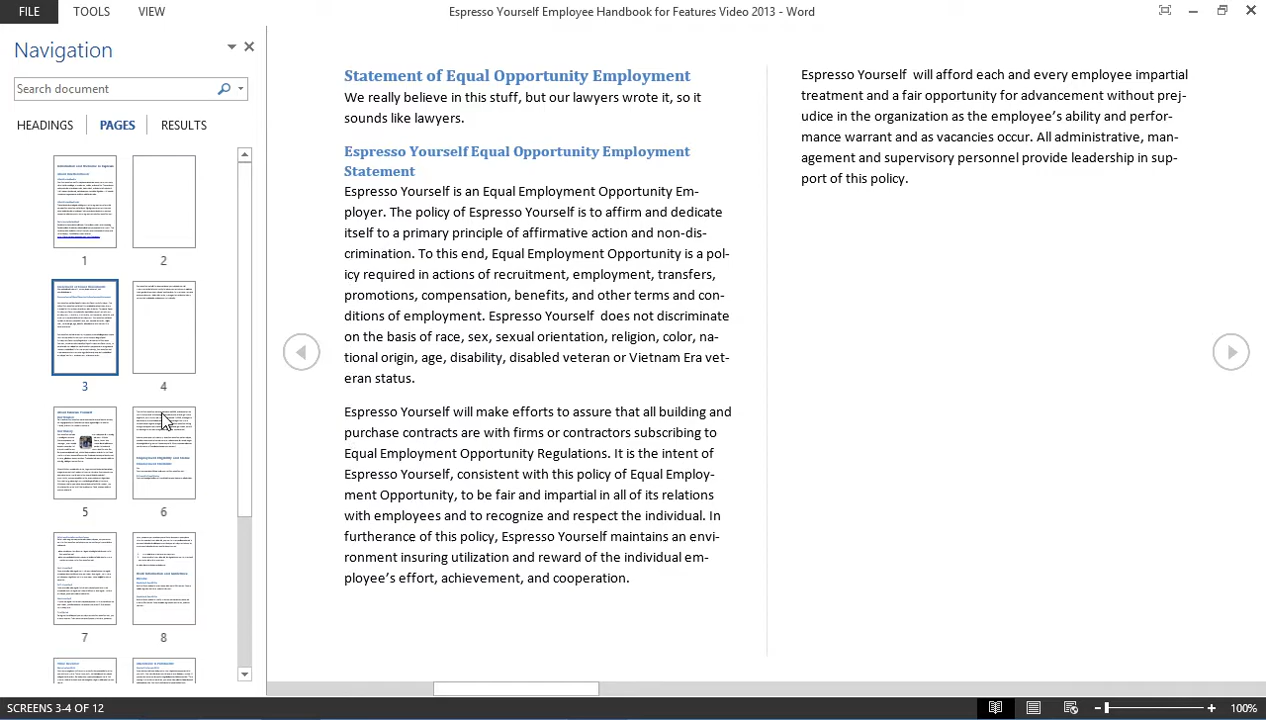 FILE TOOLS VIEW Espresso Yourself Employee Handbook for Features Video 2013 - Word
Navigation
Search document
HEADINGS PAGES RESULTS
1 2
3 4
5 6
7 8
Statement of Equal Opportunity Employment
We really believe in this stuff, but our lawyers wrote it, so it
sounds like lawyers.
Espresso Yourself Equal Opportunity Employment
Statement
Espresso Yourself is an Eaual Employment Opportunity Em-
ployer. The policy of Espresso Yourself is to affirm and dedicate
itself to a primary principle of affirmative action and non-dis-
crimination. To this end, Equal Employment Opportunity is a pol-
icy required in actions of recruitment, employment, transfers,
promotions, compensation, benefits, and other terms and con-
ditions of employment. Espresso Yourself does not discriminate
on the basis of race, sex, sexual orientation, religion, color, na-
tional origin, age, disability, disabled veteran or Vietnam Era vet-
eran status.
Espresso Yourself will make efforts to assure that all building and
purchase contracts are with firm or companies subscribing to
Equal Employment Opportunity Regulations. It is the intent of
Espresso Yourself, consistent with this policy of Equal Employ-
ment Opportunity, to be fair and impartial in all of its relations
with employees and to recognize and respect the individual. In
furtherance of this policy, Espresso Yourself maintains an envi-
ronment insuring utilization and reward of the individual em-
ployee’s effort, achievement, and cooperation.
Espresso Yourself will afford each and every employee impartial
treatment and a fair opportunity for advancement without prej-
udice in the organization as the employee’s ability and perfor-
mance warrant and as vacancies occur. All administrative, man-
agement and supervisory personnel provide leadership in sup-
port of this policy.
SCREENS 3-4 OF 12 100%